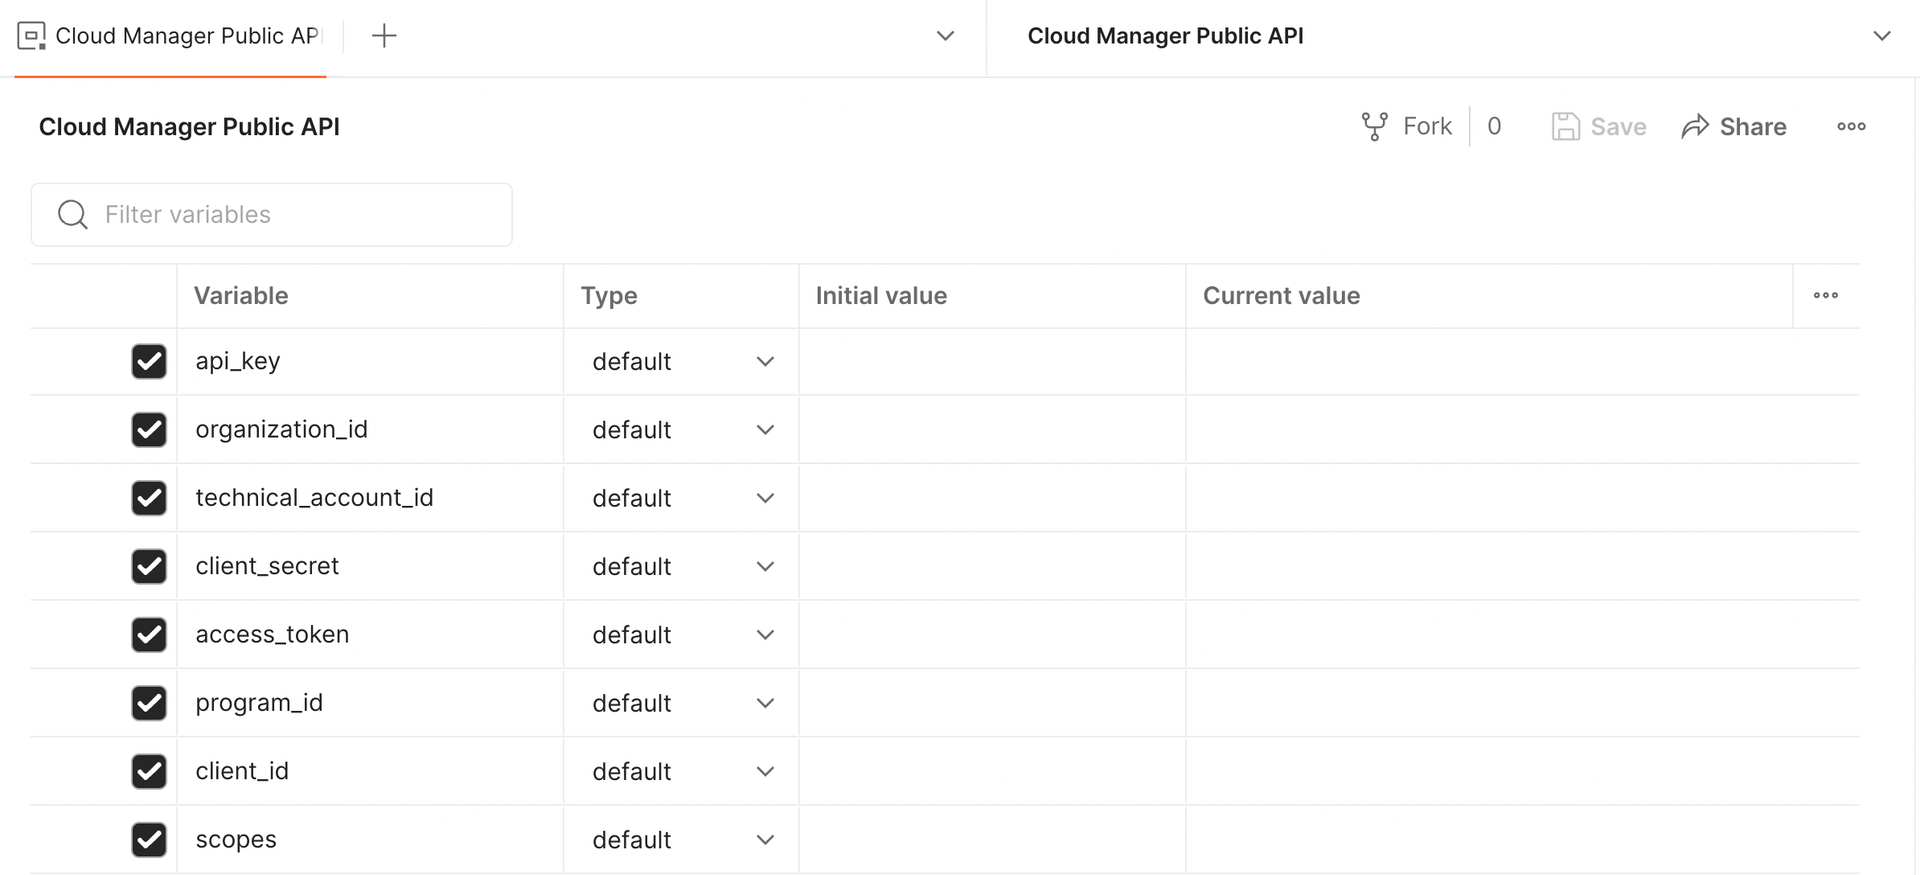 Cloud Manager Public AP
Cloud Manager Public API
Cloud Manager Public API
Fork 0 Save Share
Filter variables
Variable Type Initial value Current value
api_key default
organization_id default
technical_account_id default
client_secret default
access_token default
program_id default
client_id default
scopes default